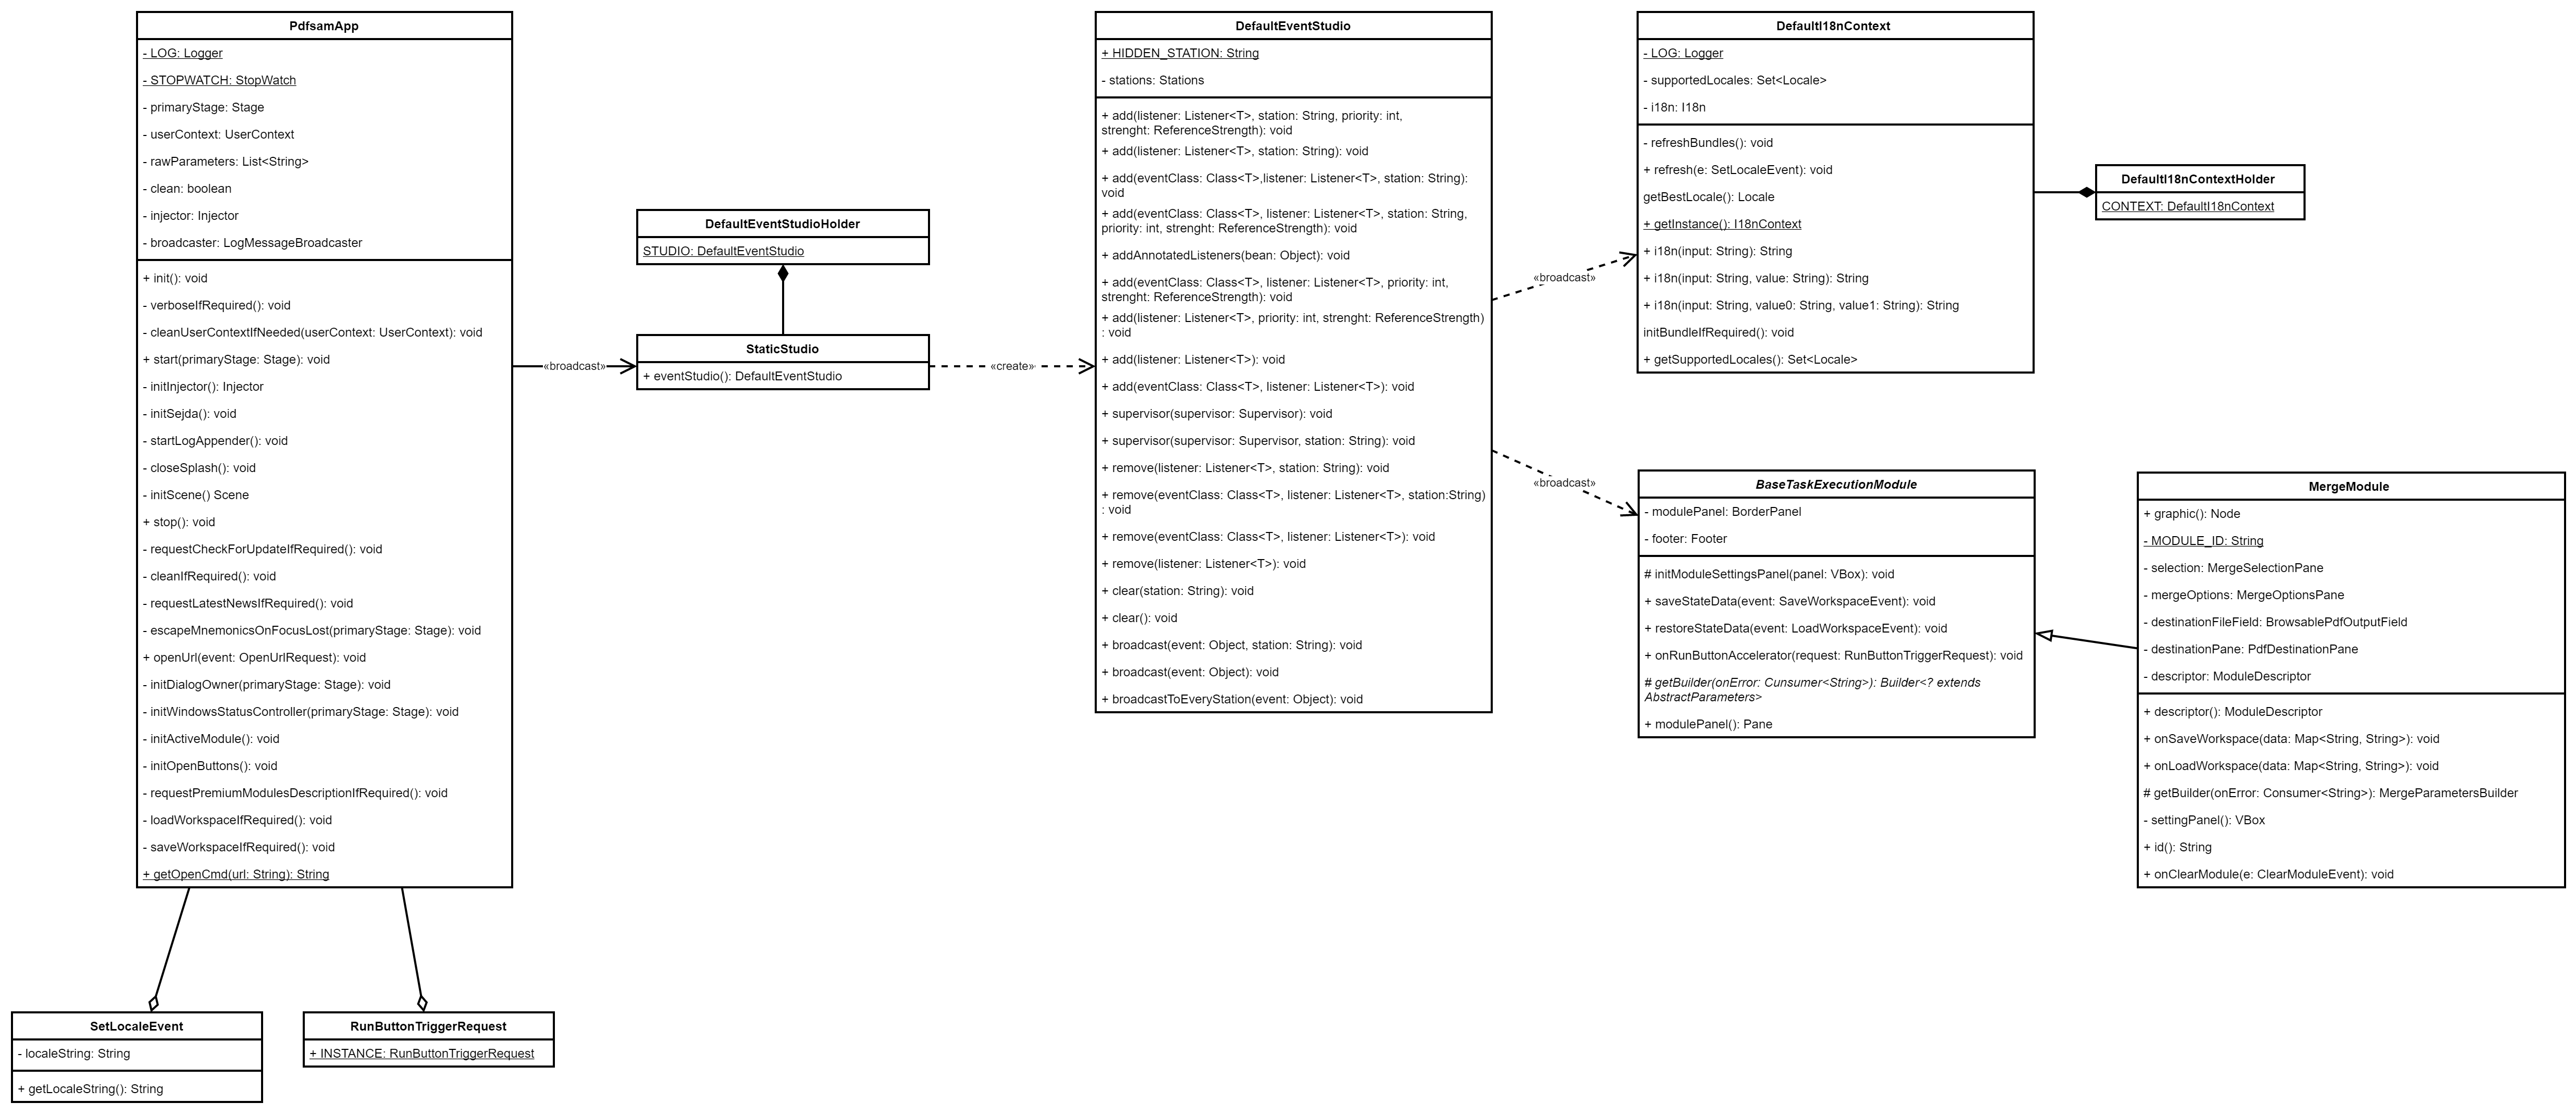 PdfsamApp
- LOG: Logger
- STOPWATCH: StopWatch
- primaryStage: Stage
- userContext: UserContext
- rawParameters: List<String>
- clean: boolean
- injector: Injector
- broadcaster: LogMessageBroadcaster
+ init(): void
- verboseIfRequired(): void
- cleanUserContextIfNeeded(userContext: UserContext): void
+ start(primaryStage: Stage): void
- initInjector(): Injector
- initSejda(): void
- startLogAppender(): void
- closeSplash(): void
- initScene() Scene
+ stop(): void
- requestCheckForUpdateIfRequired(): void
- cleanIfRequired(): void
- requestLatestNewsIfRequired(): void
- escapeMnemonicsOnFocusLost(primaryStage: Stage): void
+ openUrl(event: OpenUrlRequest): void
- initDialogOwner(primaryStage: Stage): void
- initWindowsStatusController(primaryStage: Stage): void
- initActiveModule(): void
- initOpenButtons(): void
- requestPremiumModulesDescriptionIfRequired(): void
- loadWorkspaceIfRequired(): void
- saveWorkspaceIfRequired(): void
+ getOpenCmd(url: String): String
SetLocaleEvent
- localeString: String
+ getLocaleString(): String
RunButtonTriggerRequest
+ INSTANCE: RunButtonTriggerRequest
«broadcast»
DefaultEventStudioHolder
STUDIO: DefaultEventStudio
StaticStudio
+ eventStudio(): DefaultEventStudio
«create»
DefaultEventStudio
+ HIDDEN_STATION: String
- stations: Stations
+ add(listener: Listener<T>, station: String, priority: int,
strenght: ReferenceStrength): void
+ add(listener: Listener<T>, station: String): void
+ add(eventClass: Class<T>,listener: Listener<T>, station: String):
void
+ add(eventClass: Class<T>, listener: Listener<T>, station: String,
priority: int, strenght: ReferenceStrength): void
+ addAnnotatedListeners(bean: Object): void
+ add(eventClass: Class<T>, listener: Listener<T>, priority: int,
strenght: ReferenceStrength): void
+ add(listener: Listener<T>, priority: int, strenght: ReferenceStrength)
: void
+ add(listener: Listener<T>): void
+ add(eventClass: Class<T>, listener: Listener<T>): void
+ supervisor(supervisor: Supervisor): void
+ supervisor(supervisor: Supervisor, station: String): void
+ remove(listener: Listener<T>, station: String): void
+ remove(eventClass: Class<T>, listener: Listener<T>, station:String)
: void
+ remove(eventClass: Class<T>, listener: Listener<T>): void
+ remove(listener: Listener<T>): void
+ clear(station: String): void
+ clear(): void
+ broadcast(event: Object, station: String): void
+ broadcast(event: Object): void
+ broadcastToEveryStation(event: Object): void
«broadcast»
«broadcast»
DefaultI18nContext
- LOG: Logger
- supportedLocales: Set<Locale>
- i18n: I18n
- refreshBundles(): void
+ refresh(e: SetLocaleEvent): void
getBestLocale(): Locale
+ getInstance(): I18nContext
+ i18n(input: String): String
+ i18n(input: String, value: String): String
+ i18n(input: String, value0: String, value1: String): String
initBundleIfRequired(): void
+ getSupportedLocales(): Set<Locale>
DefaultI18nContextHolder
CONTEXT: DefaultI18nContext
BaseTaskExecutionModule
- modulePanel: BorderPanel
- footer: Footer
# initModuleSettingsPanel(panel: VBox): void
+ saveStateData(event: SaveWorkspaceEvent): void
+ restoreStateData(event: LoadWorkspaceEvent): void
+ onRunButtonAccelerator(request: RunButtonTriggerRequest): void
# getBuilder(onError: Cunsumer<String>): Builder<? extends
AbstractParameters>
+ modulePanel(): Pane
MergeModule
+ graphic(): Node
- MODULE_ID: String
- selection: MergeSelectionPane
- mergeOptions: MergeOptionsPane
- destinationFileField: BrowsablePdfOutputField
- destinationPane: PdfDestinationPane
- descriptor: ModuleDescriptor
+ descriptor(): ModuleDescriptor
+ onSaveWorkspace(data: Map<String, String>): void
+ onLoadWorkspace(data: Map<String, String>): void
# getBuilder(onError: Consumer<String>): MergeParametersBuilder
- settingPanel(): VBox
+ id(): String
+ onClearModule(e: ClearModuleEvent): void